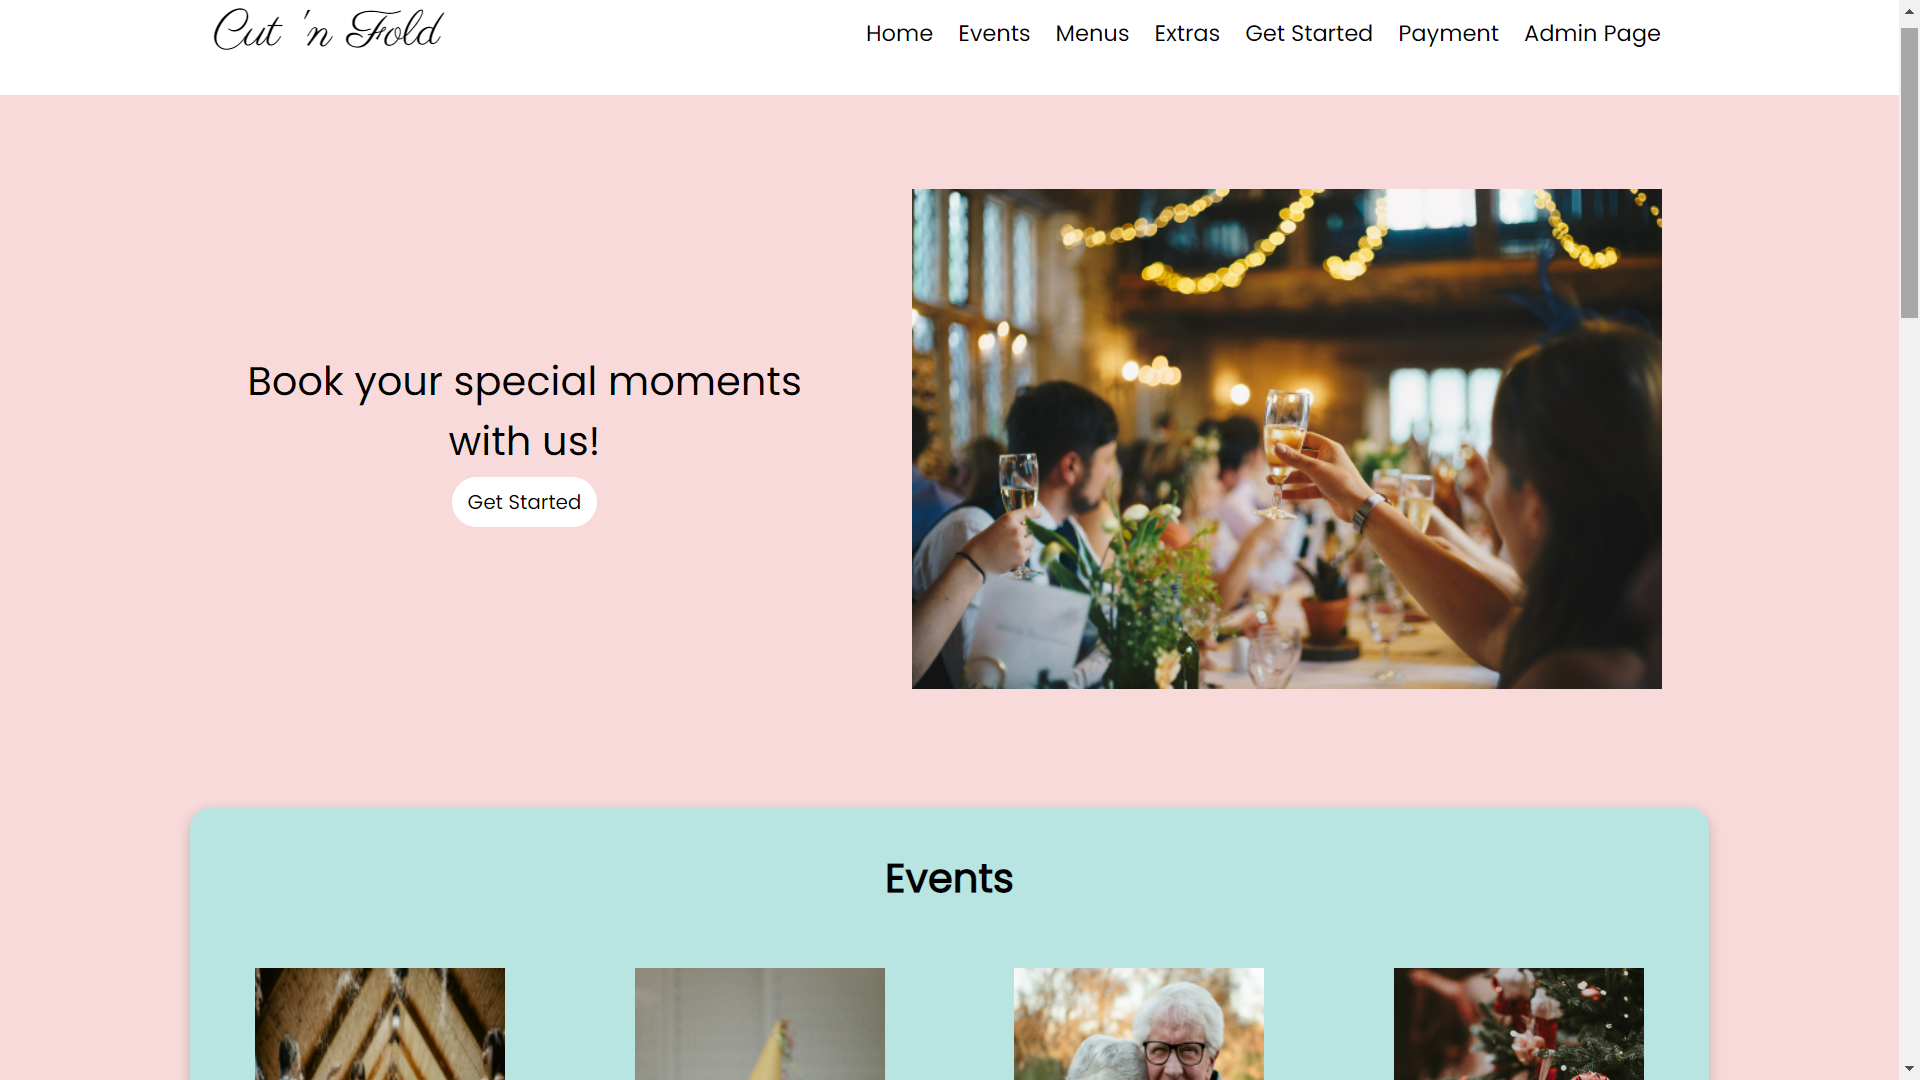 Cut 'n Fold
Home Events Menus Extras Get Started Payment Admin Page
Book your special moments
with us!
Get Started
Events